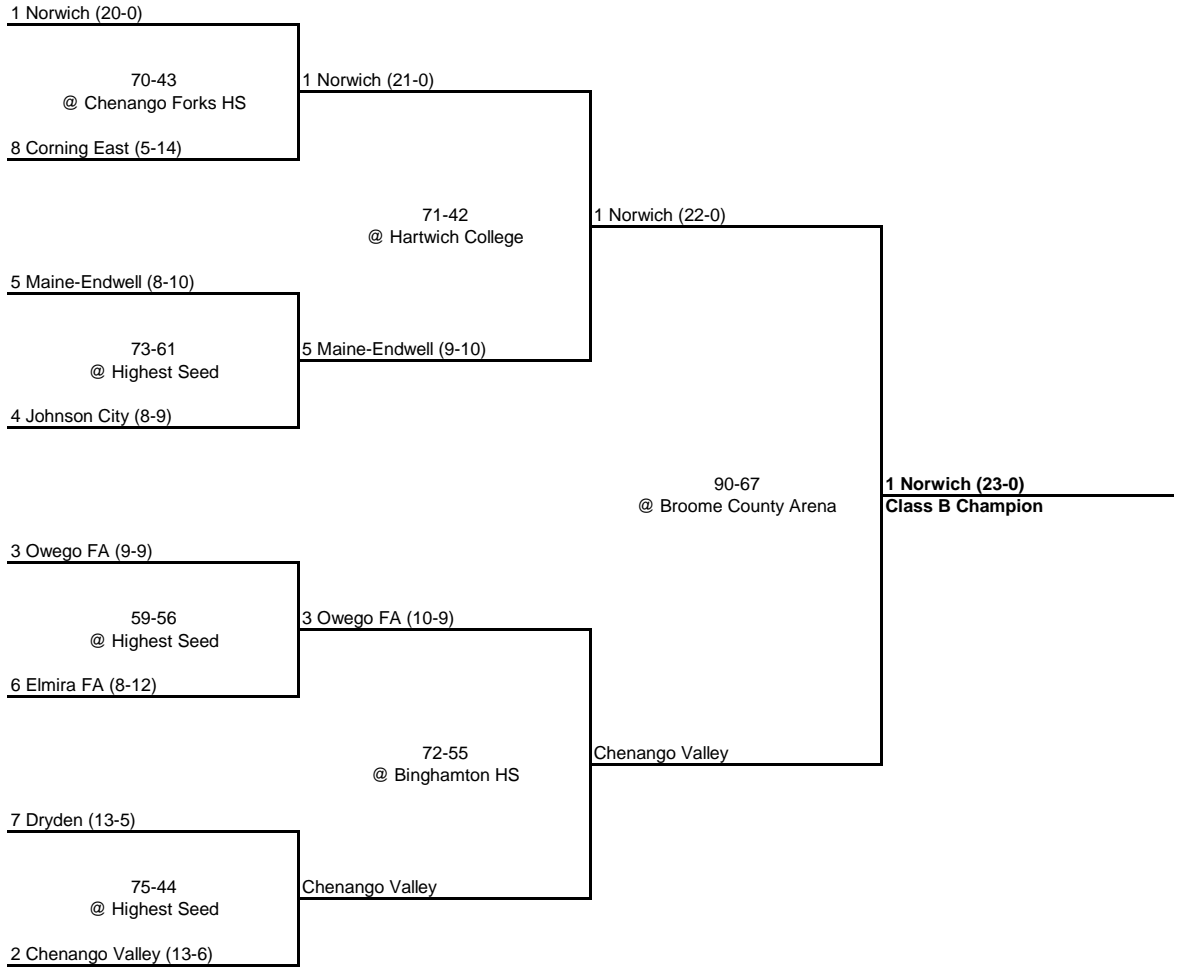 1 Norwich (20-0)
70-43
@ Chenango Forks HS
1 Norwich (21-0)
8 Corning East (5-14)
71-42
@ Hartwich College
1 Norwich (22-0)
5 Maine-Endwell (8-10)
73-61
@ Highest Seed
5 Maine-Endwell (9-10)
4 Johnson City (8-9)
90-67
@ Broome County Arena
1 Norwich (23-0)
Class B Champion
3 Owego FA (9-9)
59-56
@ Highest Seed
3 Owego FA (10-9)
6 Elmira FA (8-12)
72-55
@ Binghamton HS
Chenango Valley
7 Dryden (13-5)
75-44
@ Highest Seed
Chenango Valley
2 Chenango Valley (13-6)